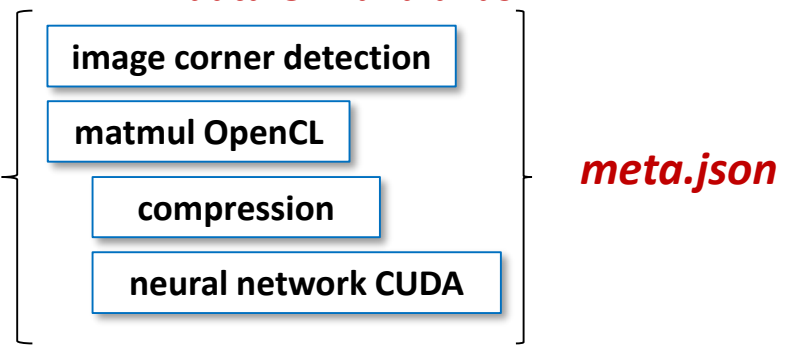 image corner detection
matmul OpenCL
compression
neural network CUDA
meta.json